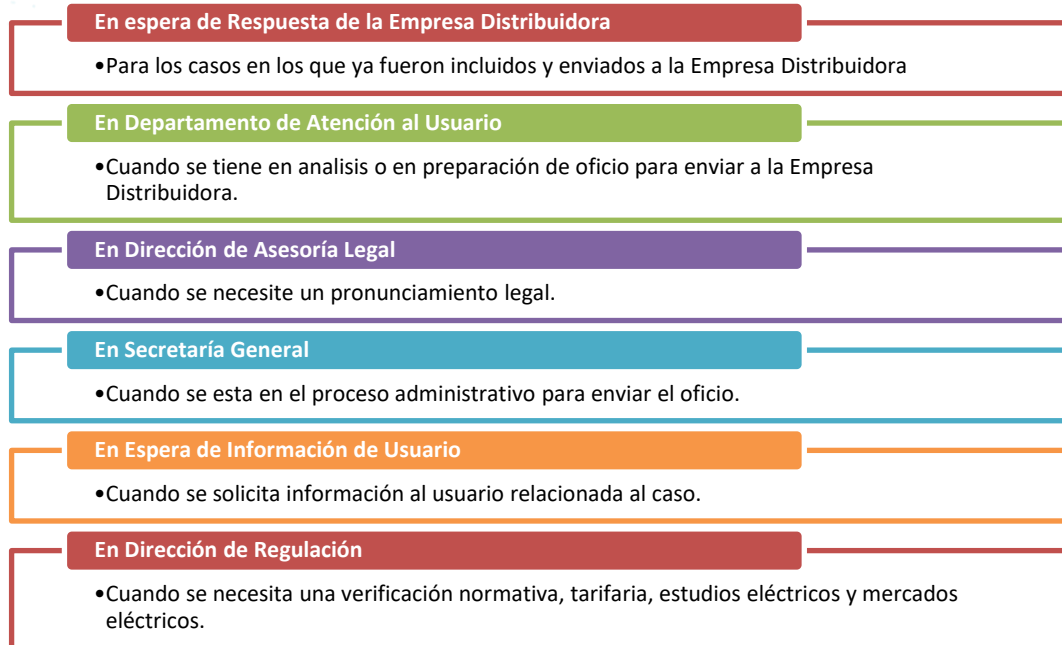 En espera de Respuesta de la Empresa Distribuidora
•Para los casos en los que ya fueron incluidos y enviados a la Empresa Distribuidora
En Departamento de Atención al Usuario
•Cuando se tiene en analisis o en preparación de oficio para enviar a la Empresa
Distribuidora.
En Dirección de Asesoría Legal
•Cuando se necesite un pronunciamiento legal.
En Secretaría General
•Cuando se esta en el proceso administrativo para enviar el oficio.
En Espera de Información de Usuario
•Cuando se solicita información al usuario relacionada al caso.
En Dirección de Regulación
•Cuando se necesita una verificación normativa, tarifaria, estudios eléctricos y mercados
eléctricos.